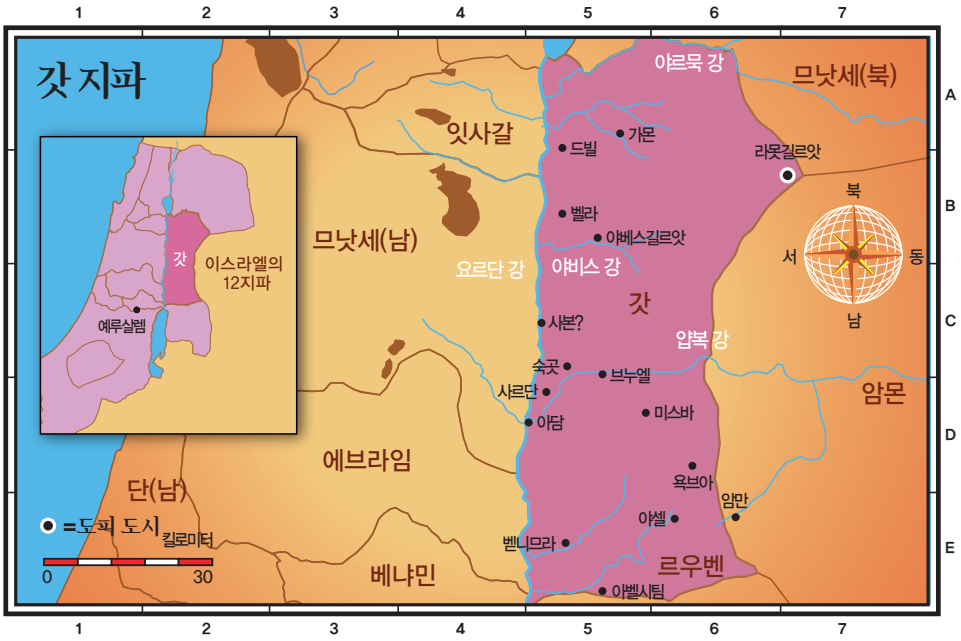 1 2 3 4 5 6 7
갓 지파
야르묵 강
므낫세(북)
A
잇사갈
가몬
드빌
라못길르앗
벨라
B
북
므낫세(남)
야베스길르앗
서
동
요르단 강
야비스 강
남
갓
이스라엘의
12지파
예루살렘
갓
사본?
C
얍복 강
숙곳
브누엘
사르단
암몬
아담
미스바
D
에브라임
욕브아
단(남)
암만
=도피 도시
야셀
킬로미터
벧니므라
E
0 30
베냐민
르우벤
아벨시팀
1 2 3 4 5 6 7